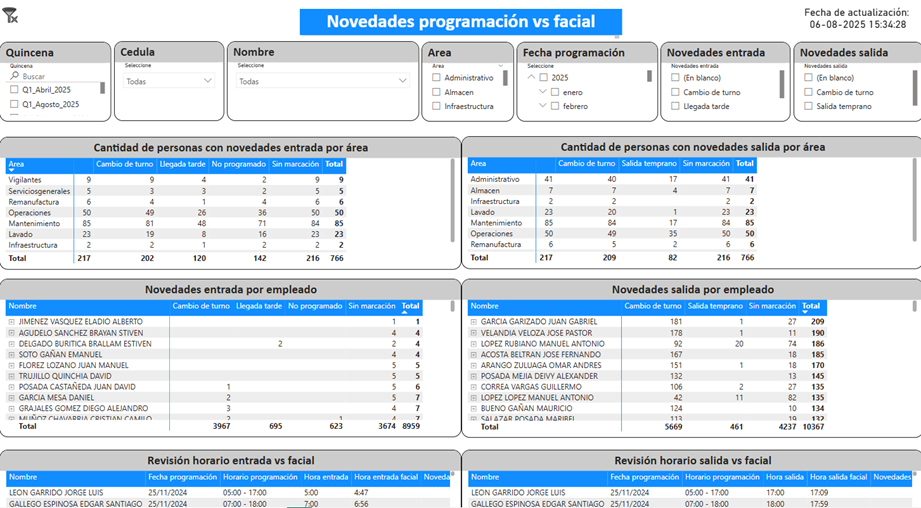 Novedades programación vs facial
Fecha de actualización:
06-08-2025 15:34:28
Quincena
Quincena
Buscar
Q1_Abril_2025
Q1_Agosto_2025
Cedula
Seleccione
Todas
Nombre
Seleccione
Todas
Area
Area
Administrativo
Almacen
Infraestructura
Fecha programación
Seleccione
2025
enero
febrero
Novedades entrada
Novedades entrada
(En blanco)
Cambio de turno
Llegada tarde
Novedades salida
Novedades salida
(En blanco)
Cambio de turno
Salida temprano
Cantidad de personas con novedades entrada por área
Area Cambio de turno Llegada tarde No programado Sin marcación Total
Vigilantes 9 9 4 2 9 9
Serviciosgenerales 5 3 3 2 5 5
Remanufactura 6 4 1 4 6 6
Operaciones 50 49 26 36 50 50
Mantenimiento 85 81 48 71 84 85
Lavado 23 19 8 16 23 23
Infraestructura 2 2 1 2 2 2
Total 217 202 120 142 216 766
Cantidad de personas con novedades salida por área
Area Cambio de turno Salida temprano Sin marcación Total
Administrativo 41 40 17 41 41
Almacen 7 7 4 7 7
Infraestructura 2 2 2 2
Lavado 23 20 1 23 23
Mantenimiento 85 84 17 84 85
Operaciones 50 49 35 50 50
Remanufactura 6 5 2 6 6
Total 217 209 82 216 766
Novedades entrada por empleado
Nombre Cambio de turno Llegada tarde No programado Sin marcación Total
JIMENEZ VASQUEZ ELADIO ALBERTO 1 1
AGUDELO SANCHEZ BRAYAN STIVEN 4 4
DELGADO BURITICA BRALLAM ESTIVEN 2 2 4
SOTO GAÑAN EMANUEL 4 4
FLOREZ LOZANO JUAN MANUEL 5 5
TRUJILLO QUINCHIA DAVID 5 5
POSADA CASTAÑEDA JUAN DAVID 1 5 6
GARCIA MESA DANIEL 2 5 7
GRAJALES GOMEZ DIEGO ALEJANDRO 3 4 7
MUÑOZ CHAVARRIA CRISTIAN CAMILO 2 1 4 7
Total 3967 695 623 3674 8959
Novedades salida por empleado
Nombre Cambio de turno Salida temprano Sin marcación Total
GARCIA GARIZADO JUAN GABRIEL 181 1 27 209
VELANDIA VELOZA JOSE PASTOR 178 1 11 190
LOPEZ RUBIANO MANUEL ANTONIO 92 20 74 186
ACOSTA BELTRAN JOSE FERNANDO 167 18 185
ARANGO ZULUAGA OMAR ANDRES 151 1 18 170
POSADA MEJIA DEIVY ALEXANDER 132 13 145
CORREA VARGAS GUILLERMO 106 2 27 135
LOPEZ LOPEZ MANUEL ANTONIO 42 11 82 135
BUENO GAÑAN MAURICIO 124 10 134
SALAZAR POSADA MARIBEL 113 19 132
Total 5669 461 4237 10367
Revisión horario entrada vs facial
Nombre Fecha programación Horario programación Hora entrada Hora entrada facial Noveda
LEON GARRIDO JORGE LUIS 25/11/2024 05:00 - 17:00 5:00 4:47
GALLEGO ESPINOSA EDGAR SANTIAGO 25/11/2024 07:00 - 18:00 7:00 6:56
Revisión horario salida vs facial
Nombre Fecha programación Horario programación Hora salida Hora salida facial Novedades
LEON GARRIDO JORGE LUIS 25/11/2024 05:00 - 17:00 17:00 17:09
GALLEGO ESPINOSA EDGAR SANTIAGO 25/11/2024 07:00 - 18:00 18:00 17:59